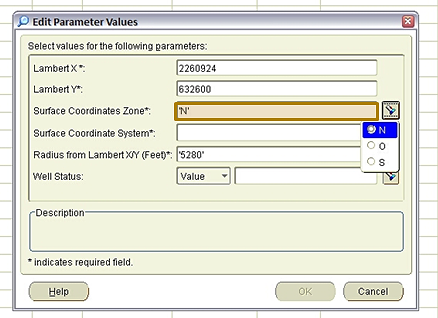 Edit Parameter Values
Select values for the following parameters:
Lambert X *: 2260924
Lambert Y*: 632600
Surface Coordinates Zone*: 'N'
N
Surface Coordinate System*:
O
Radius from Lambert X/Y (Feet)*: '5280'
S
Well Status: Value
Description
* indicates required field.
Help OK Cancel